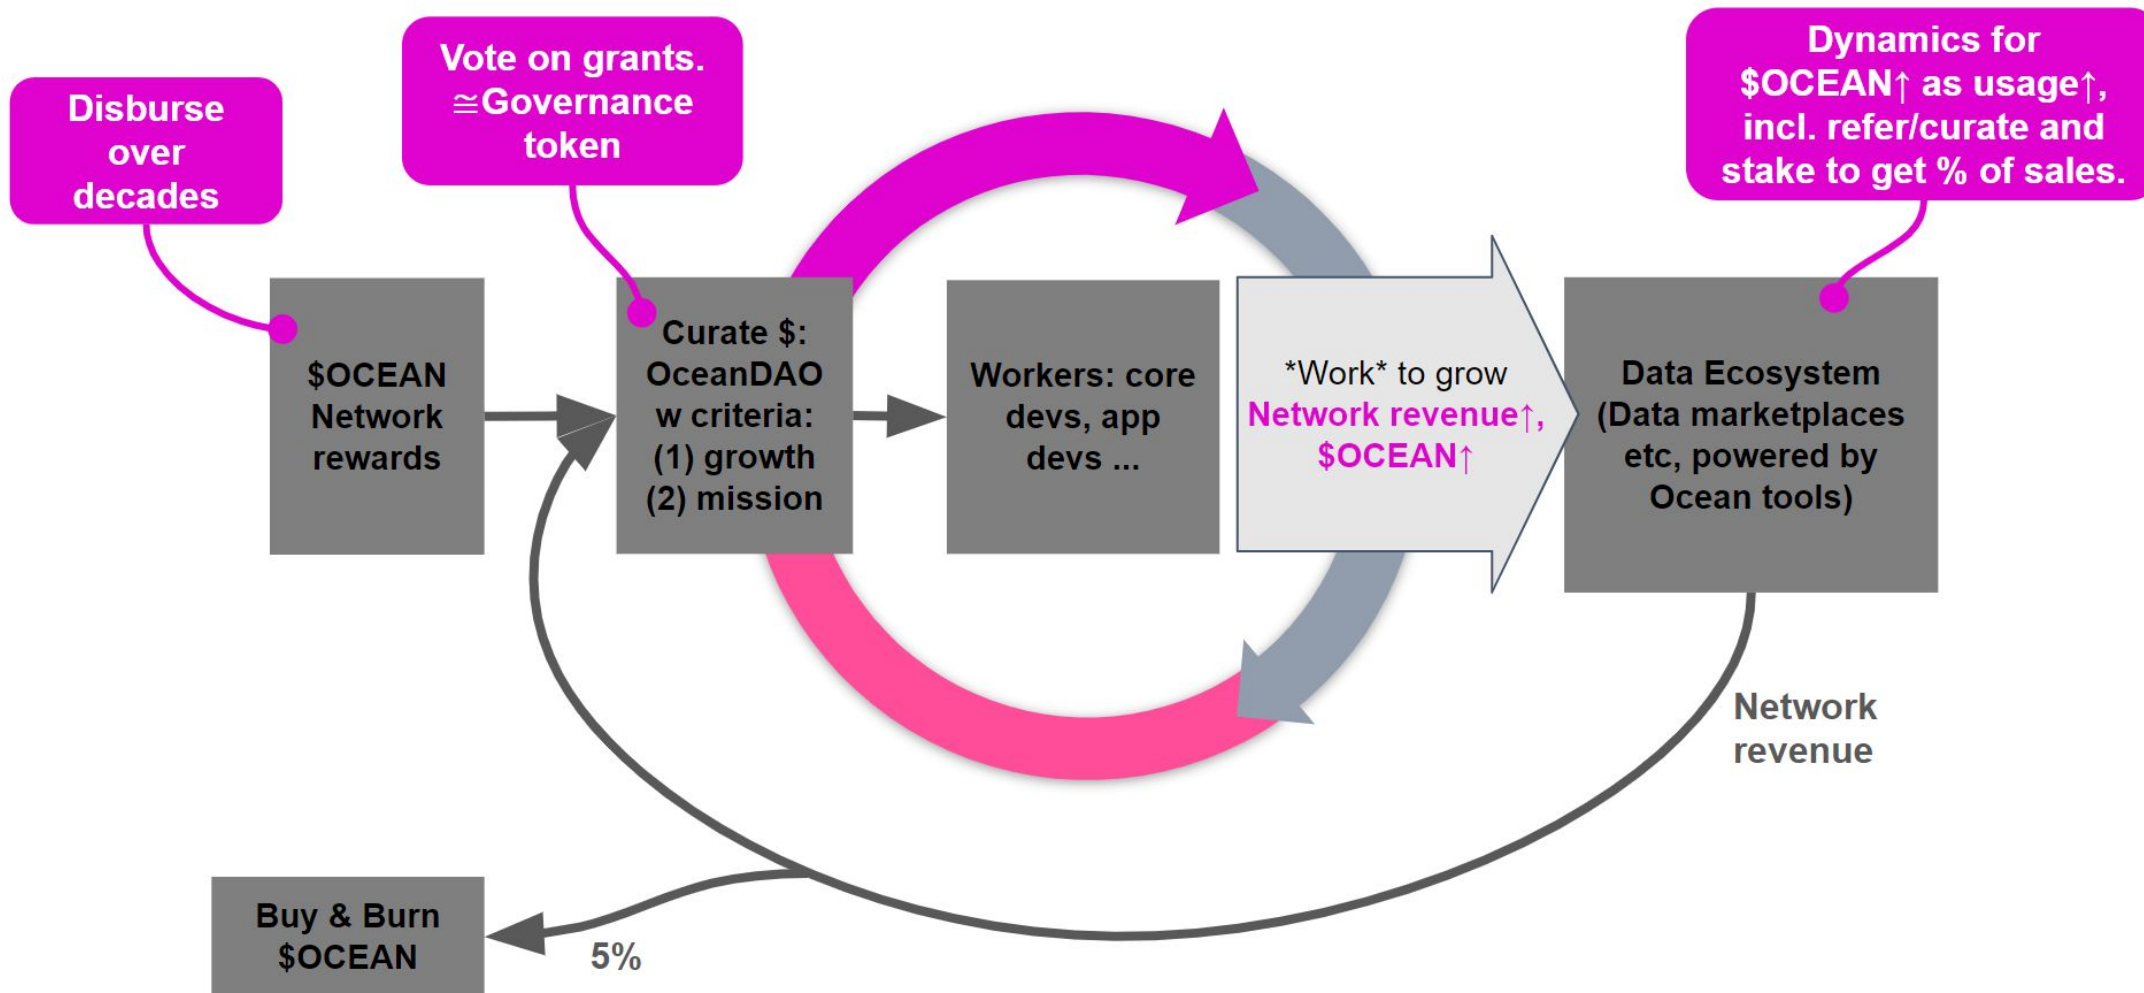 Disburse
over
decades
Vote on grants.
≅Governance
token
Dynamics for
$OCEAN↑ as usage↑,
incl. refer/curate and
stake to get % of sales.
$OCEAN
Network
rewards
Curate $:
OceanDAO
w criteria:
(1) growth
(2) mission
Workers: core
devs, app
devs ...
*Work* to grow
Network revenue↑,
$OCEAN↑
Data Ecosystem
(Data marketplaces
etc, powered by
Ocean tools)
Network
revenue
Buy & Burn
$OCEAN
5%